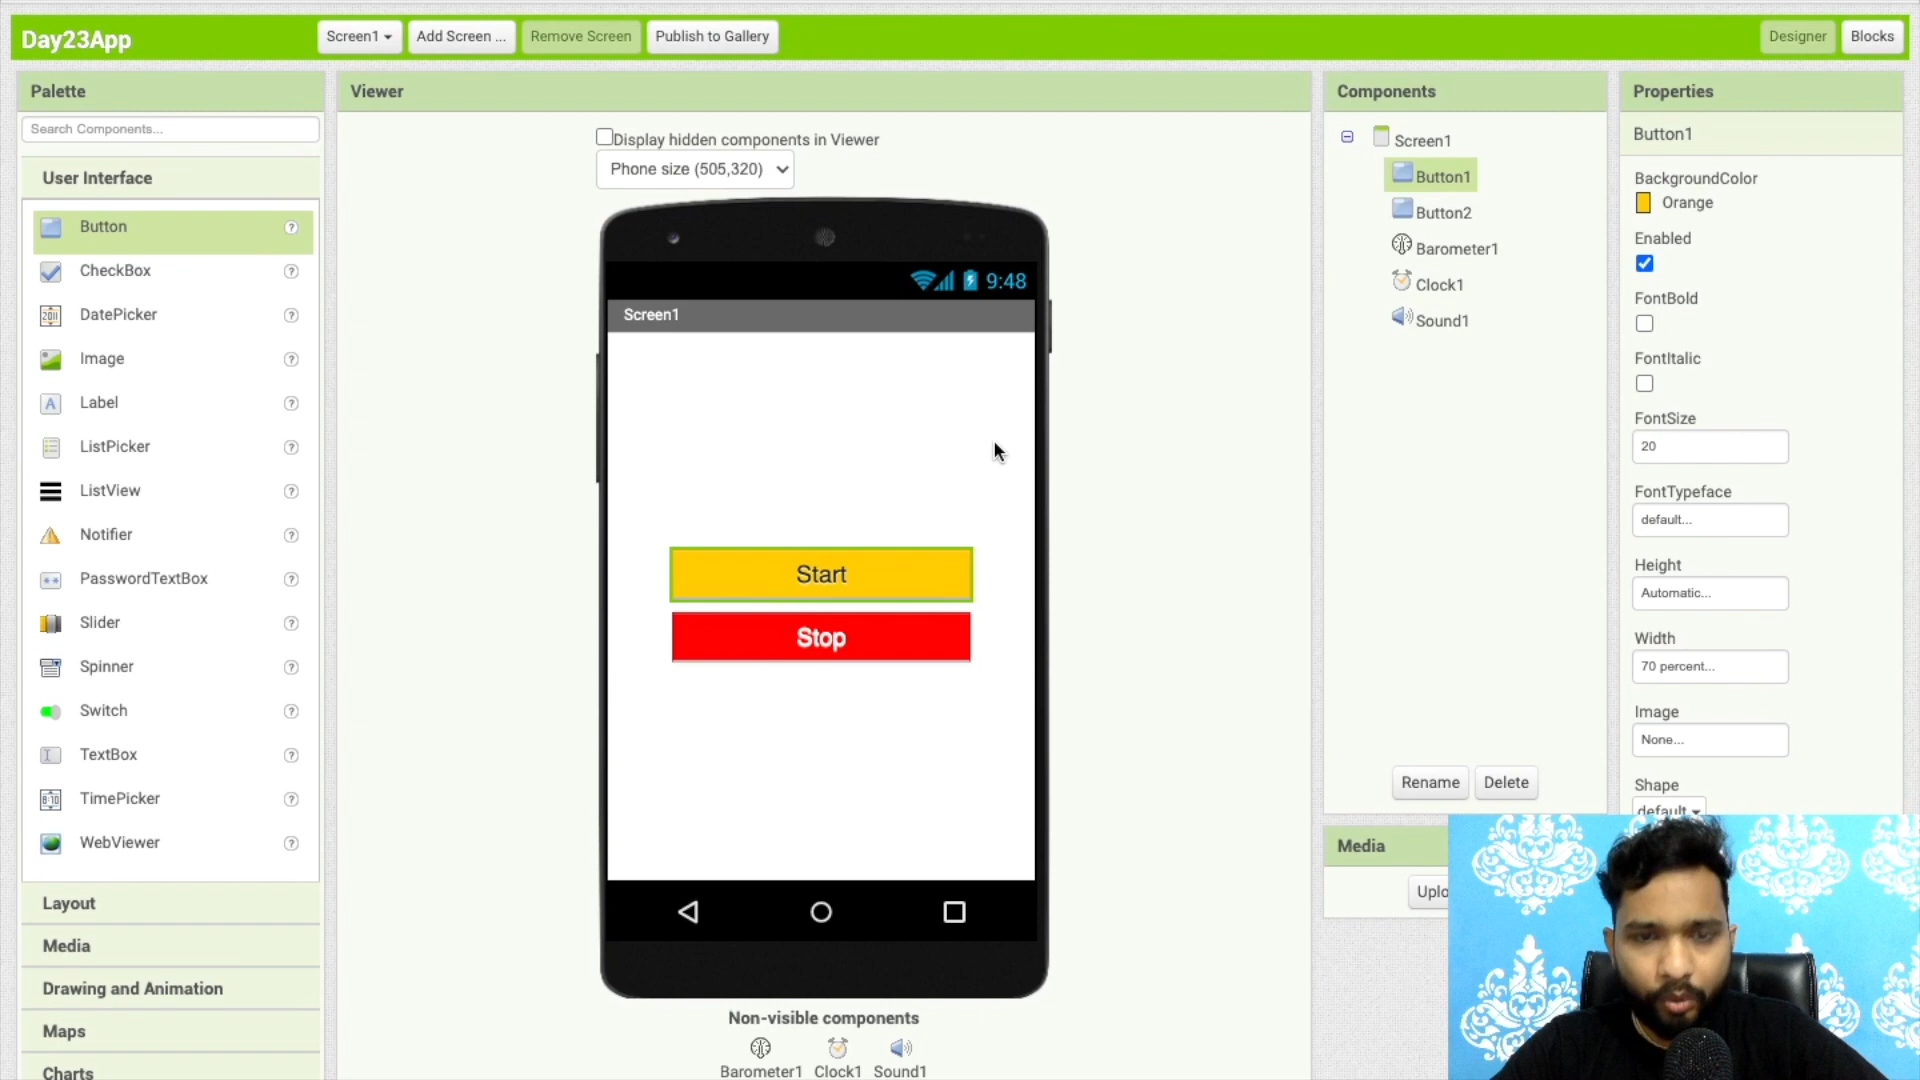 Day23App
Screen1
Add Screen ...
Remove Screen
Publish to Gallery
Designer
Blocks
Palette
Search Components...
User Interface
Button
?
CheckBox
?
DatePicker
?
Image
?
Label
?
ListPicker
?
ListView
?
Notifier
?
PasswordTextBox
?
Slider
?
Spinner
?
Switch
?
TextBox
?
TimePicker
?
WebViewer
?
Layout
Media
Drawing and Animation
Maps
Charts
Viewer
Display hidden components in Viewer
Phone size (505,320)
9:48
Screen1
Start
Stop
Non-visible components
Barometer1
Clock1
Sound1
Components
Screen1
Button1
Button2
Barometer1
Clock1
Sound1
Rename
Delete
Media
Uplo
Properties
Button1
BackgroundColor
Orange
Enabled
FontBold
FontItalic
FontSize
20
FontTypeface
default...
Height
Automatic...
Width
70 percent...
Image
None...
Shape
default